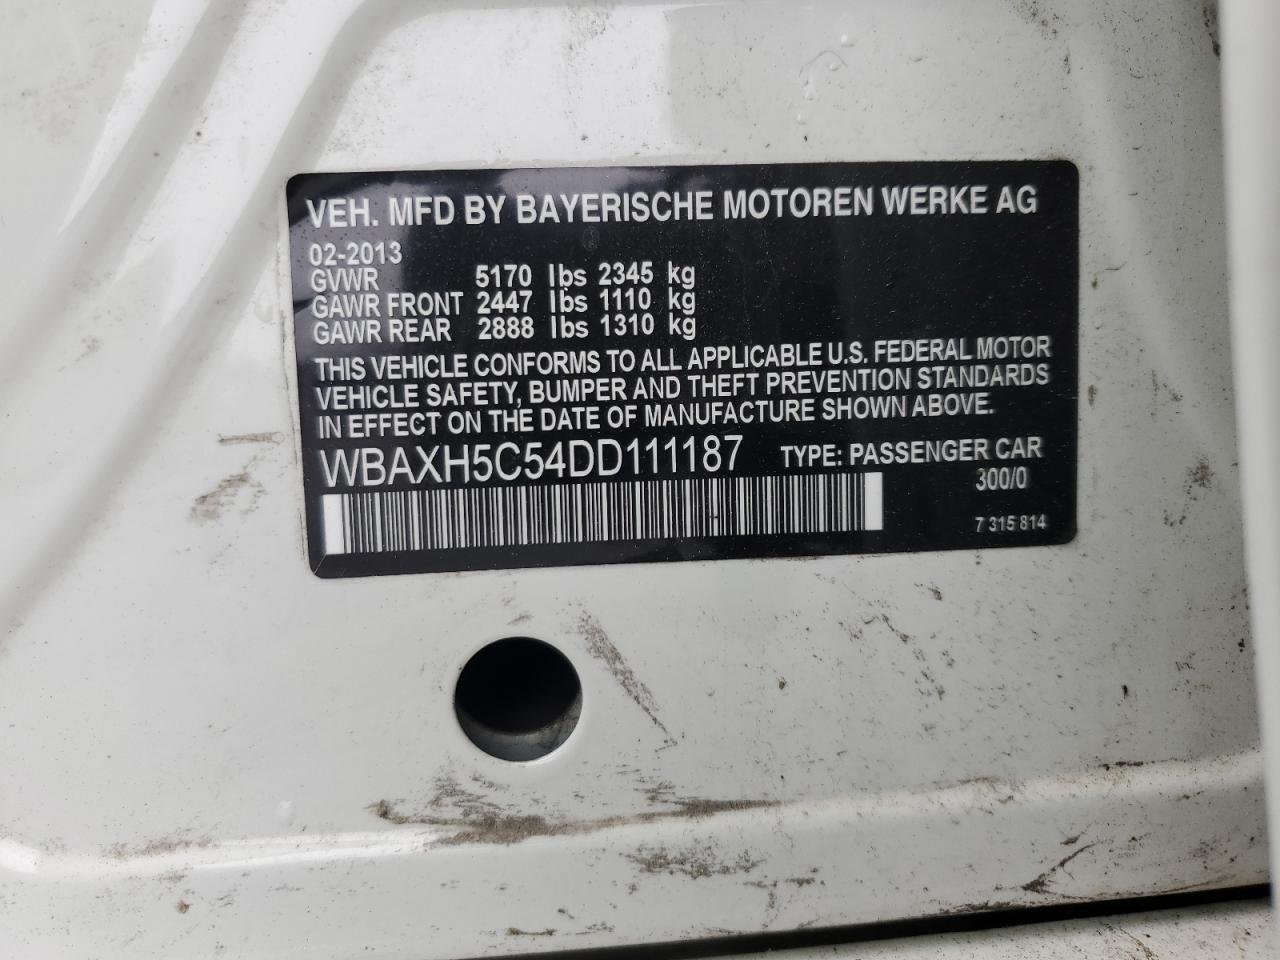 VEH. MFD BY BAYERISCHE MOTOREN WERKE AG
02-2013
GVWR 5170 lbs 2345 kg
GAWR FRONT 2447 lbs 1110 kg
GAWR REAR 2888 lbs 1310 kg
THIS VEHICLE CONFORMS TO ALL APPLICABLE U.S. FEDERAL MOTOR
VEHICLE SAFETY, BUMPER AND THEFT PREVENTION STANDARDS
IN EFFECT ON THE DATE OF MANUFACTURE SHOWN ABOVE.
WBAXH5C54DD111187 TYPE: PASSENGER CAR
300/0
7 315 814